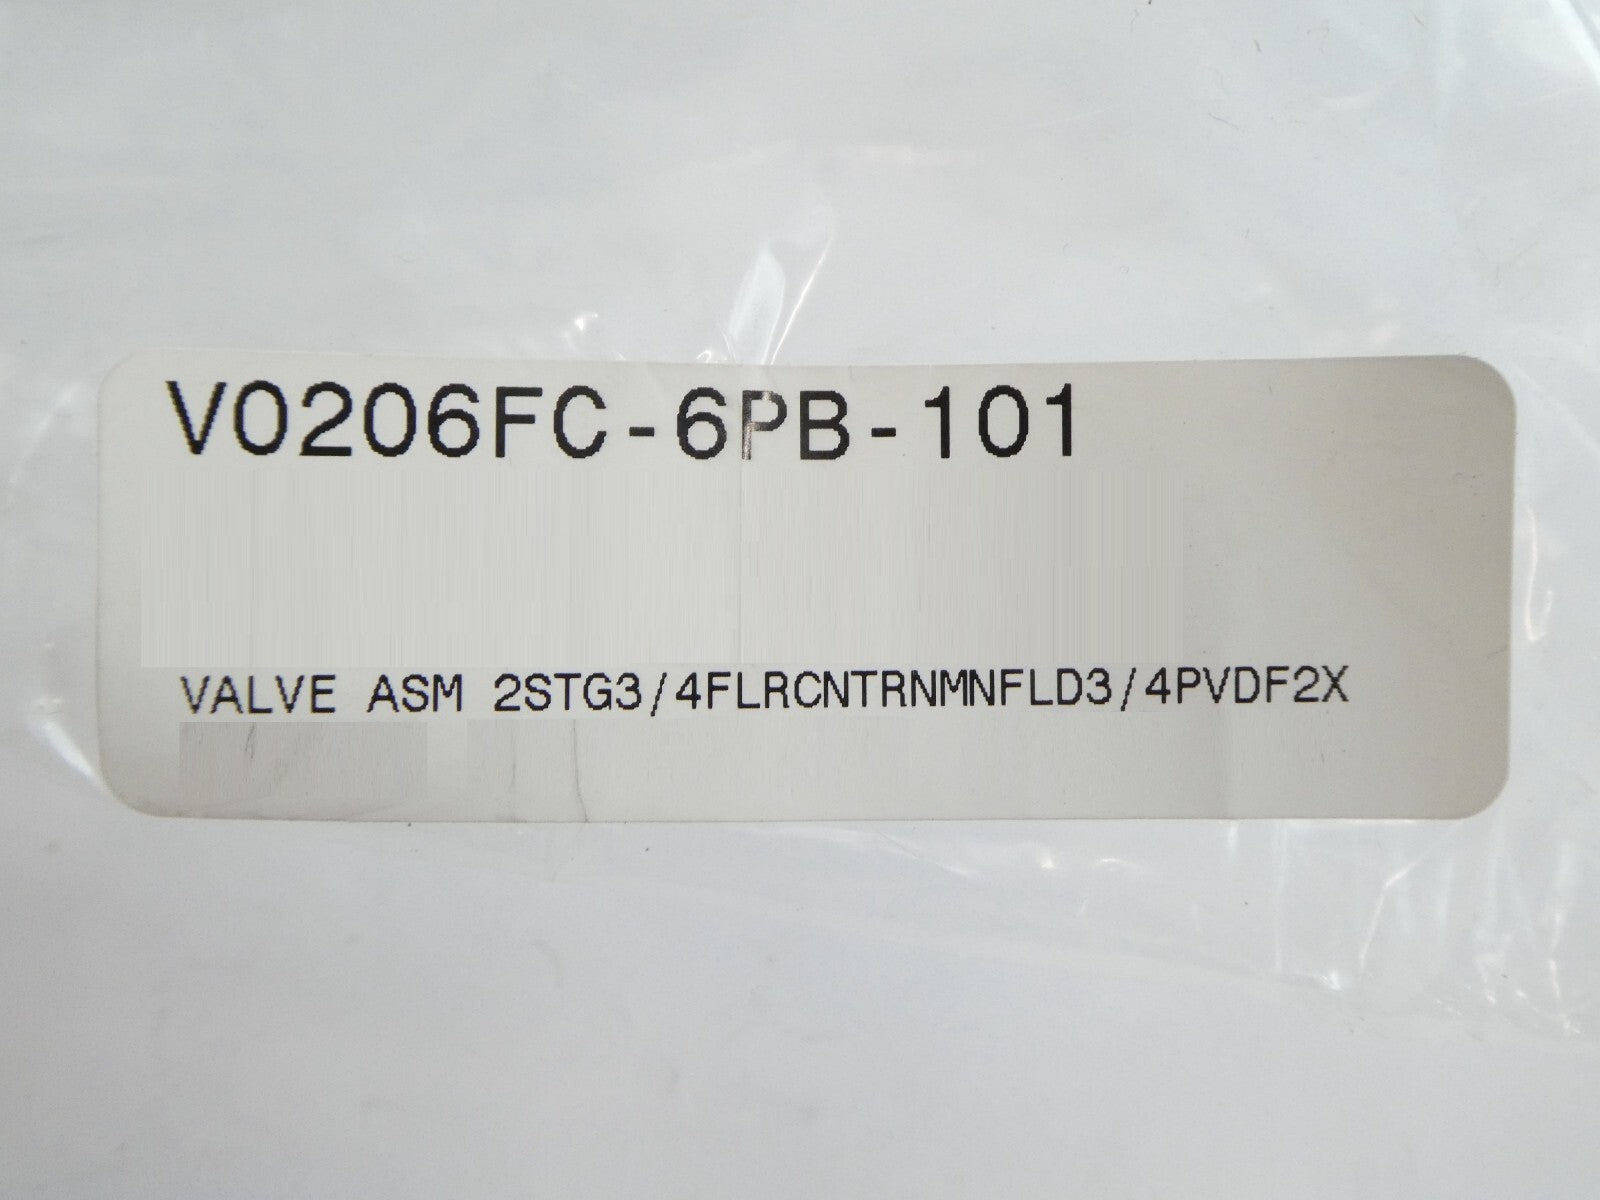 V0206FC-6PB-101
VALVE ASM 2STG3/4FLRCNTRNMNFLD3/4PVDF2X